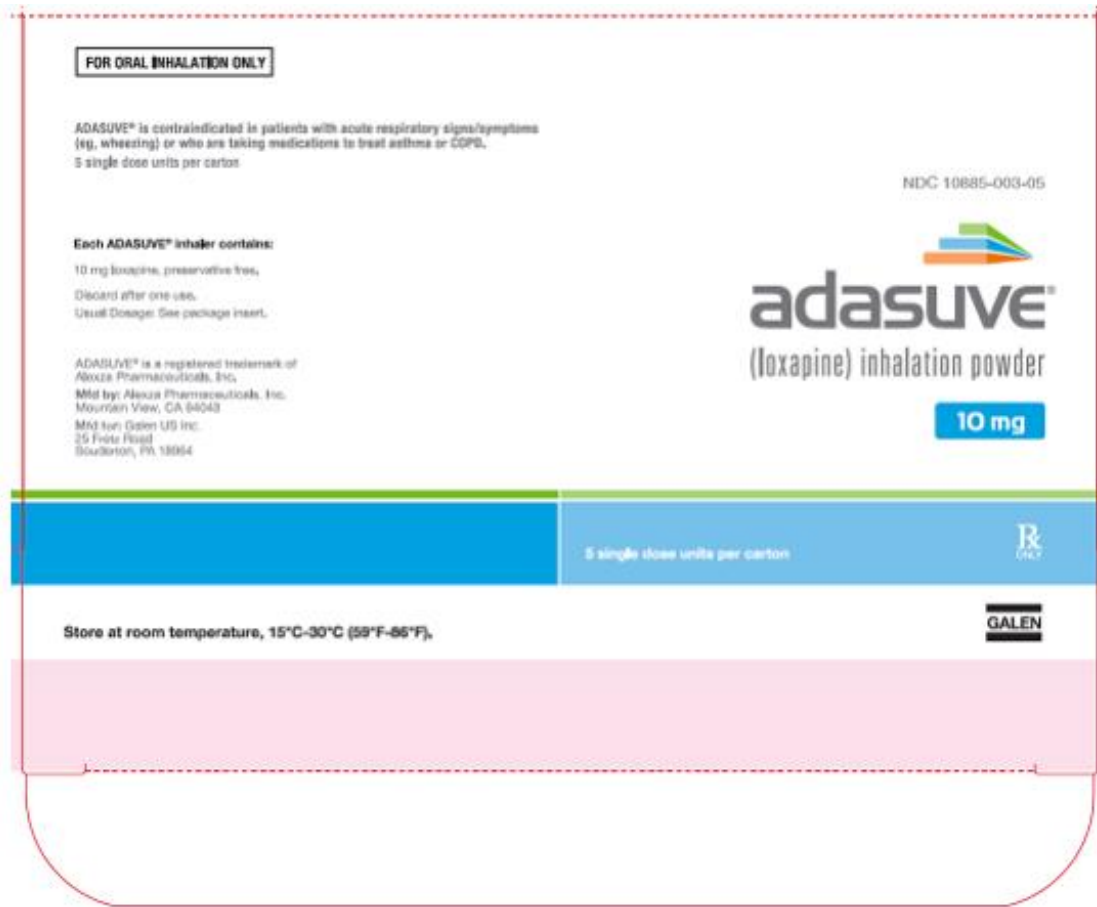 FOR ORAL INHALATION ONLY
ADASUVE® is contraindicated in patients with acute respiratory signs/symptoms
(eg, wheezing) or who are taking medications to treat asthma or COPD.
5 single dose units per carton
NDC 10885-003-05
Each ADASUVE® inhaler contains:
10 mg loxapine, preservative free.
Discard after one use.
Usual Dosage: See package insert.
adasuve®
(loxapine) inhalation powder
10 mg
ADASUVE® is a registered trademark of
Alexza Pharmaceuticals, Inc.
Mfd by: Alexza Pharmaceuticals, Inc.
Mountain View, CA 94043
Mfd for: Galen US Inc.
25 Road
Souderton, PA 18964
5 single dose units per carton
Rx
ONLY
Store at room temperature, 15°C-30°C (59°F-86°F).
GALEN